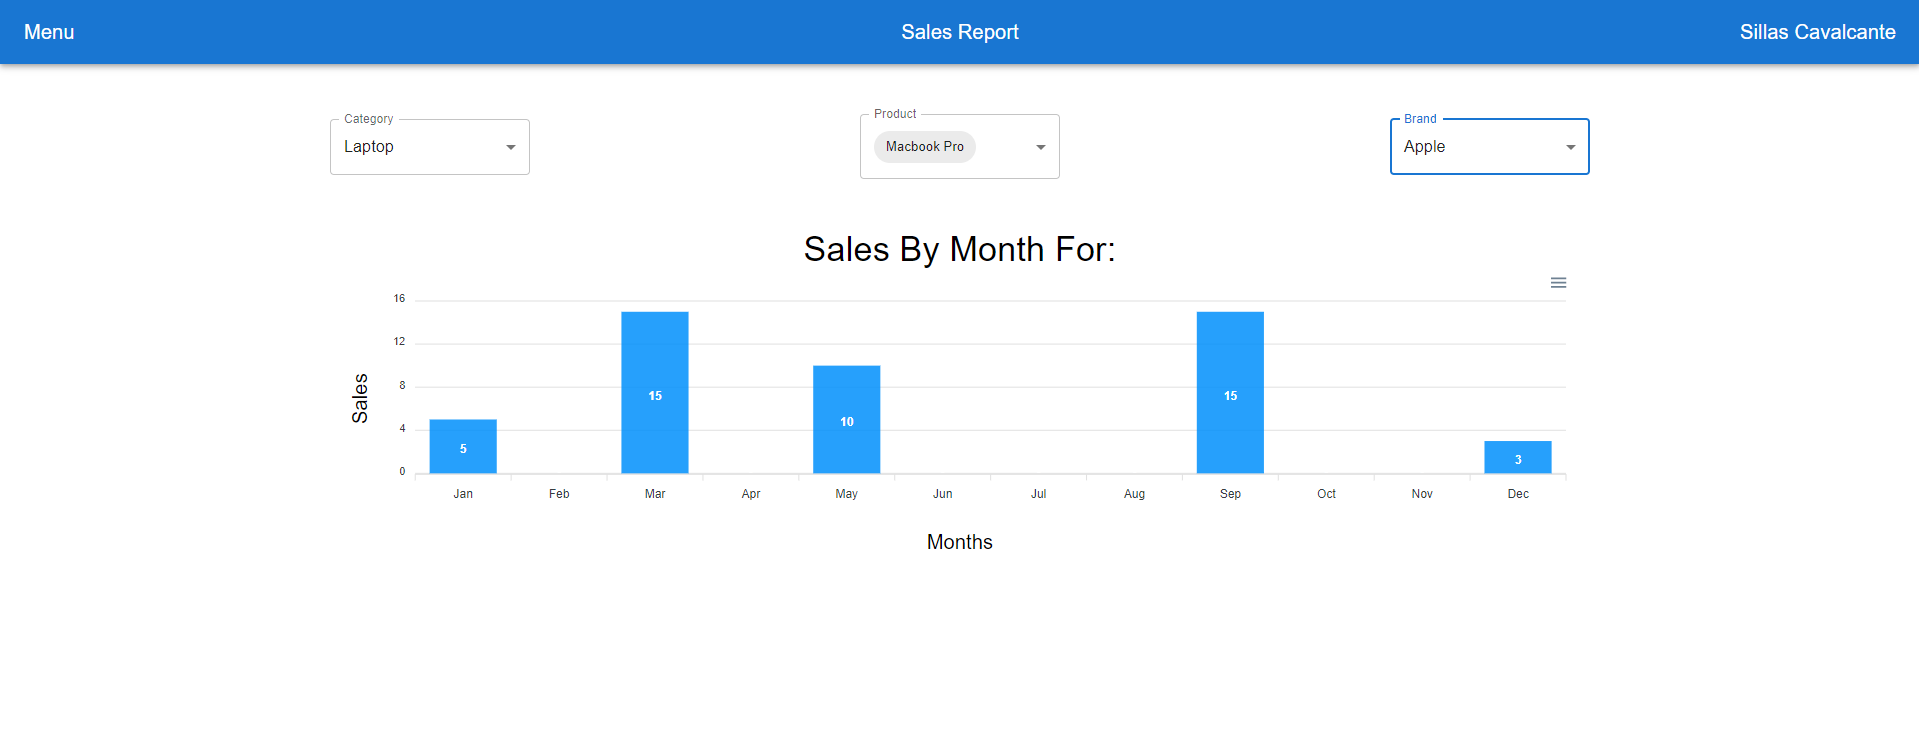 Menu
Sales Report
Sillas Cavalcante
Category
Laptop
Product
Macbook Pro
Brand
Apple
Sales By Month For:
16
12
8
4
0
Sales
5
15
10
15
3
Jan Feb Mar Apr May Jun Jul Aug Sep Oct Nov Dec
Months